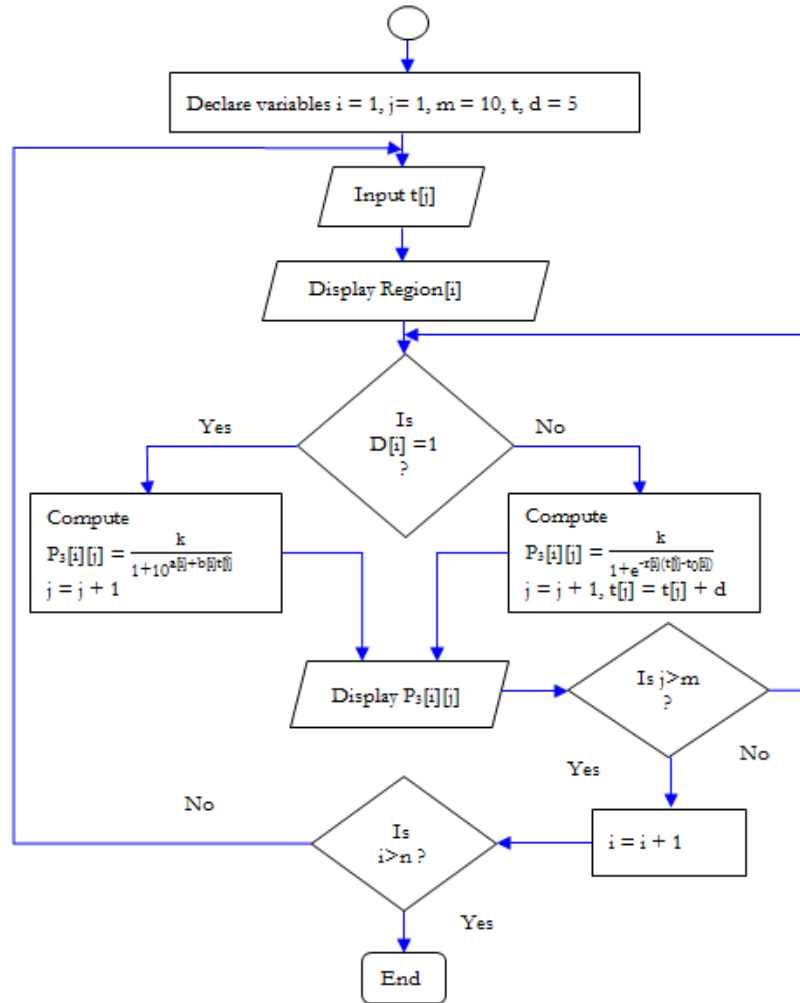 Declare variables i = 1, j= 1, m = 10, t, d = 5
Input t[j]
Display Region[i]
Is
D[i] =1
?
Yes
No
Compute
P₃[i][j] = k / 1+10^a[i]+b[i]t[j]
j = j + 1
Compute
P₃[i][j] = k / 1+e^-r[i](t[j]-t0[i])
j = j + 1, t[j] = t[j] + d
Display P₃[i][j]
Is j>m
?
No
Yes
i = i + 1
Is
i>n ?
No
Yes
End